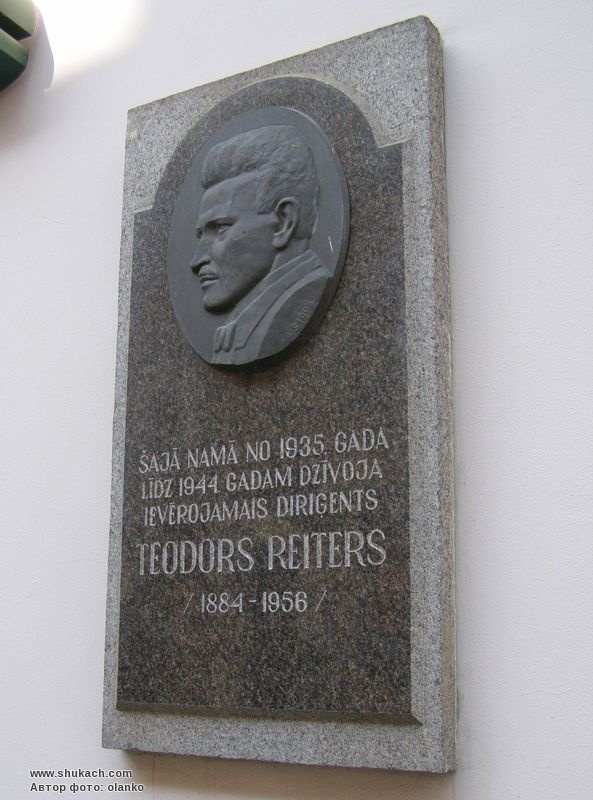 ŠAJĀ NAMĀ NO 1935. GADA
LĪDZ 1944. GADAM DZĪVOJA
IEVĒROJAMAIS DIRIĢENTS
TEODORS REITERS
/ 1884 - 1956 /
www.shukach.com
Автор фото: olanko